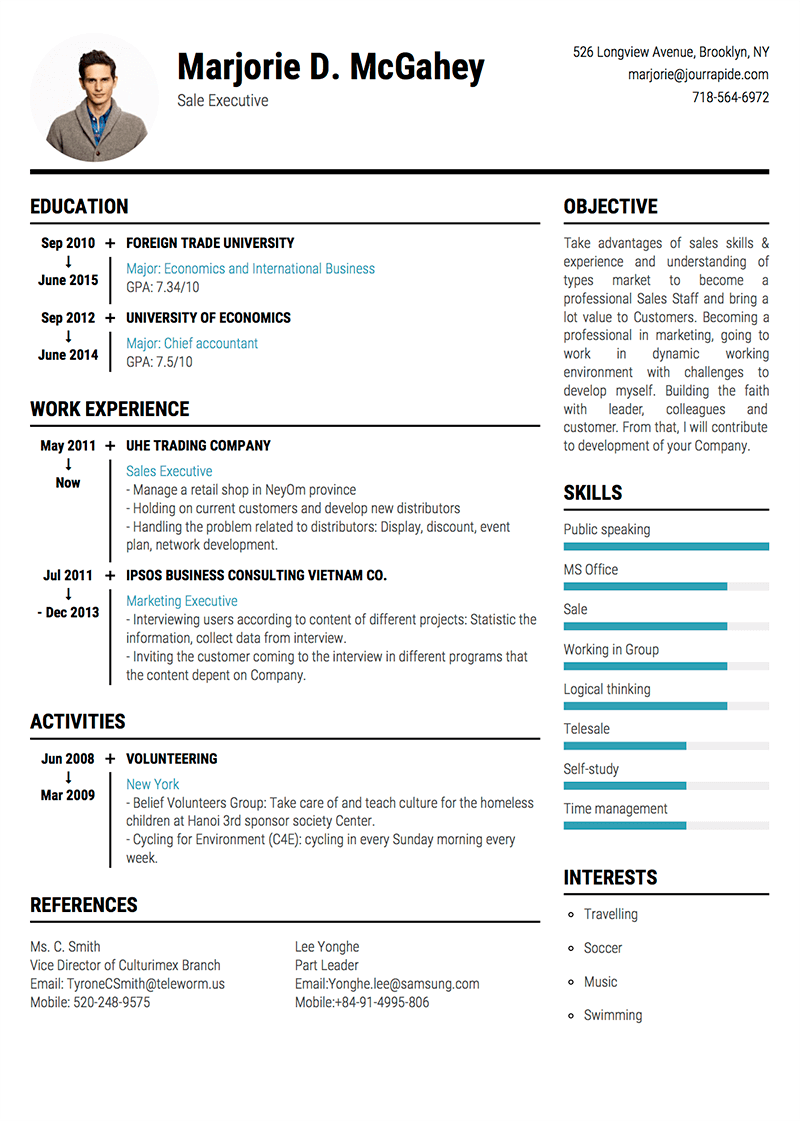 Marjorie D. McGahey
Sale Executive
526 Longview Avenue, Brooklyn, NY
marjorie@jourrapide.com
718-564-6972
EDUCATION
Sep 2010
June 2015
FOREIGN TRADE UNIVERSITY
Major: Economics and International Business
GPA: 7.34/10
Sep 2012
June 2014
UNIVERSITY OF ECONOMICS
Major: Chief accountant
GPA: 7.5/10
WORK EXPERIENCE
May 2011
Now
UHE TRADING COMPANY
Sales Executive
- Manage a retail shop in NeyOm province
- Holding on current customers and develop new distributors
- Handling the problem related to distributors: Display, discount, event
plan, network development.
Jul 2011
- Dec 2013
IPSOS BUSINESS CONSULTING VIETNAM CO.
Marketing Executive
- Interviewing users according to content of different projects: Statistic the
information, collect data from interview.
- Inviting the customer coming to the interview in different programs that
the content depent on Company.
ACTIVITIES
Jun 2008
Mar 2009
VOLUNTEERING
New York
- Belief Volunteers Group: Take care of and teach culture for the homeless
children at Hanoi 3rd sponsor society Center.
- Cycling for Environment (C4E): cycling in every Sunday morning every
week.
REFERENCES
Ms. C. Smith
Vice Director of Culturimex Branch
Email: TyroneCSmith@teleworm.us
Mobile: 520-248-9575
Lee Yonghe
Part Leader
Email:Yonghe.lee@samsung.com
Mobile:+84-91-4995-806
OBJECTIVE
Take advantages of sales skills &
experience and understanding of
types market to become a
professional Sales Staff and bring a
lot value to Customers. Becoming a
professional in marketing, going to
work in dynamic working
environment with challenges to
develop myself. Building the faith
with leader, colleagues and
customer. From that, I will contribute
to development of your Company.
SKILLS
Public speaking
MS Office
Sale
Working in Group
Logical thinking
Telesale
Self-study
Time management
INTERESTS
Travelling
Soccer
Music
Swimming